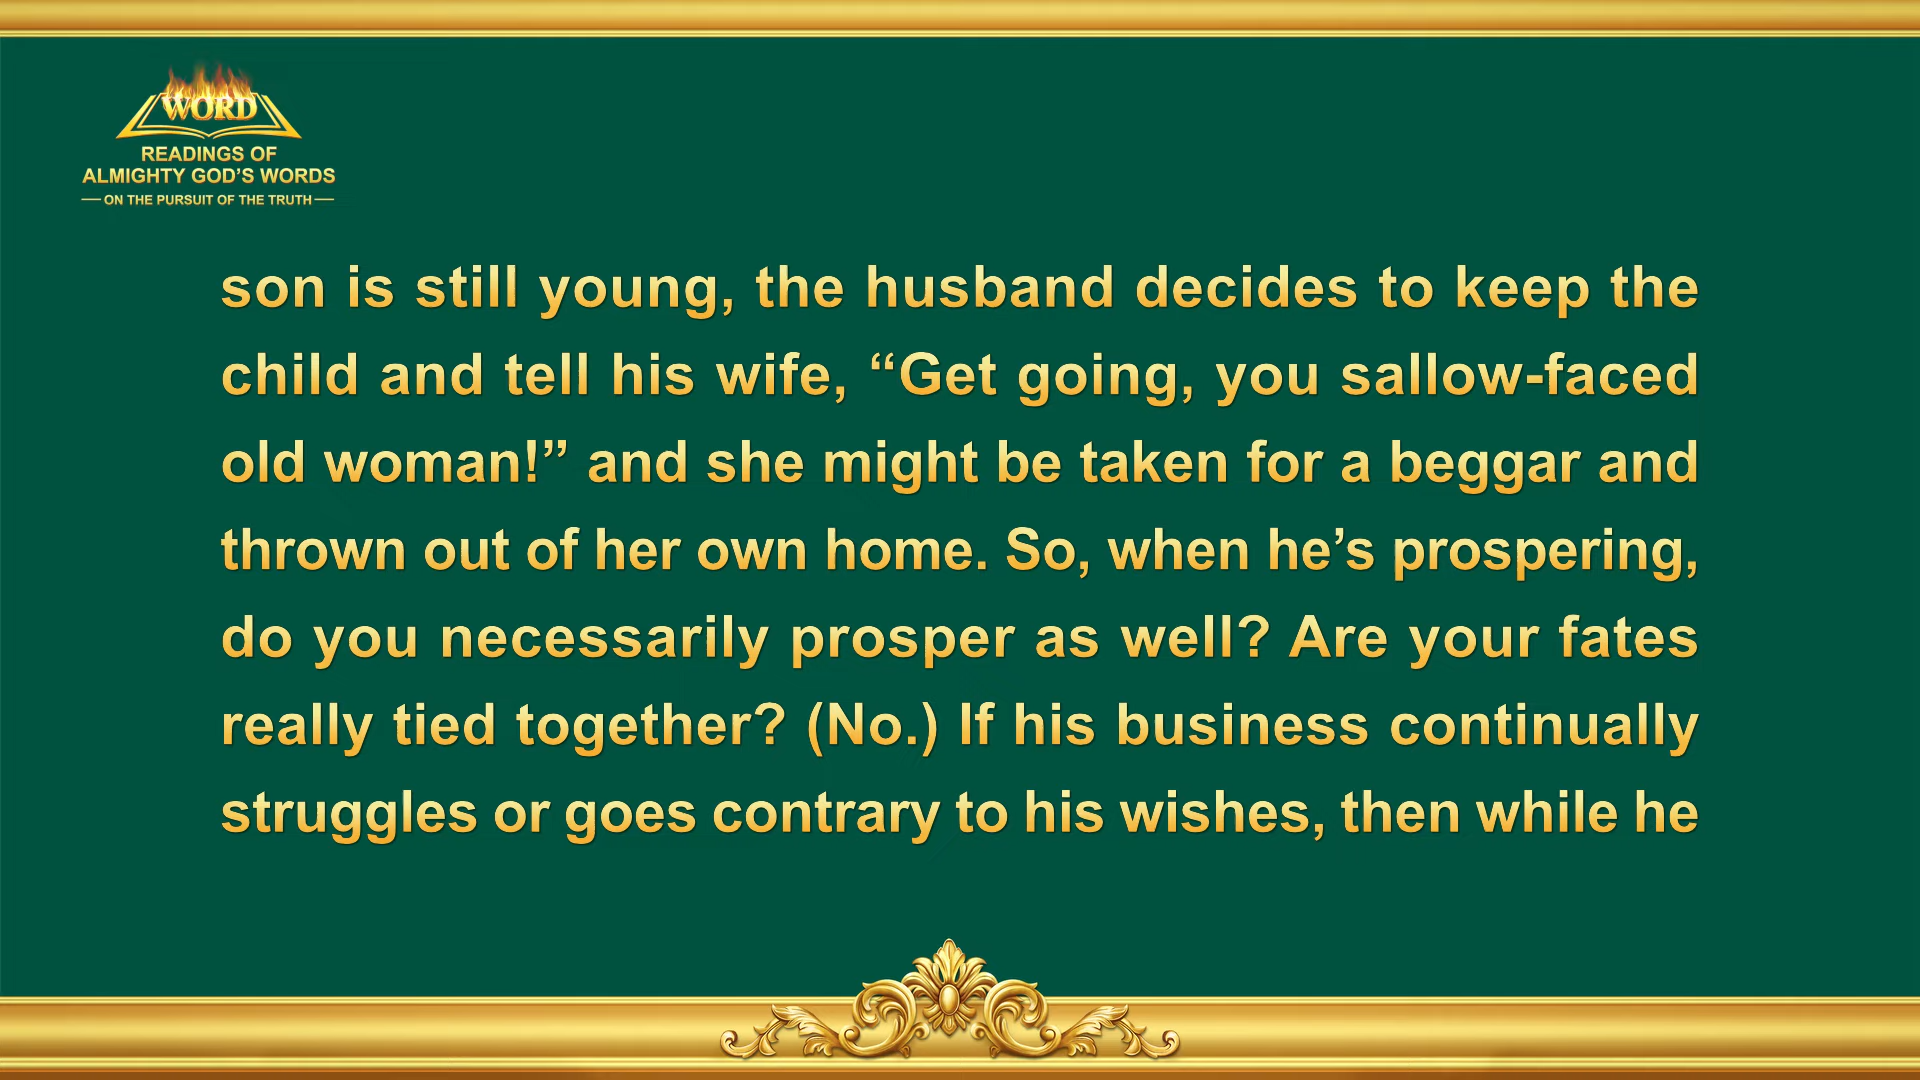 WORD
READINGS OF
ALMIGHTY GOD’S WORDS
— ON THE PURSUIT OF THE TRUTH —
son is still young, the husband decides to keep the
child and tell his wife, “Get going, you sallow-faced
old woman!” and she might be taken for a beggar and
thrown out of her own home. So, when he’s prospering,
do you necessarily prosper as well? Are your fates
really tied together? (No.) If his business continually
struggles or goes contrary to his wishes, then while he